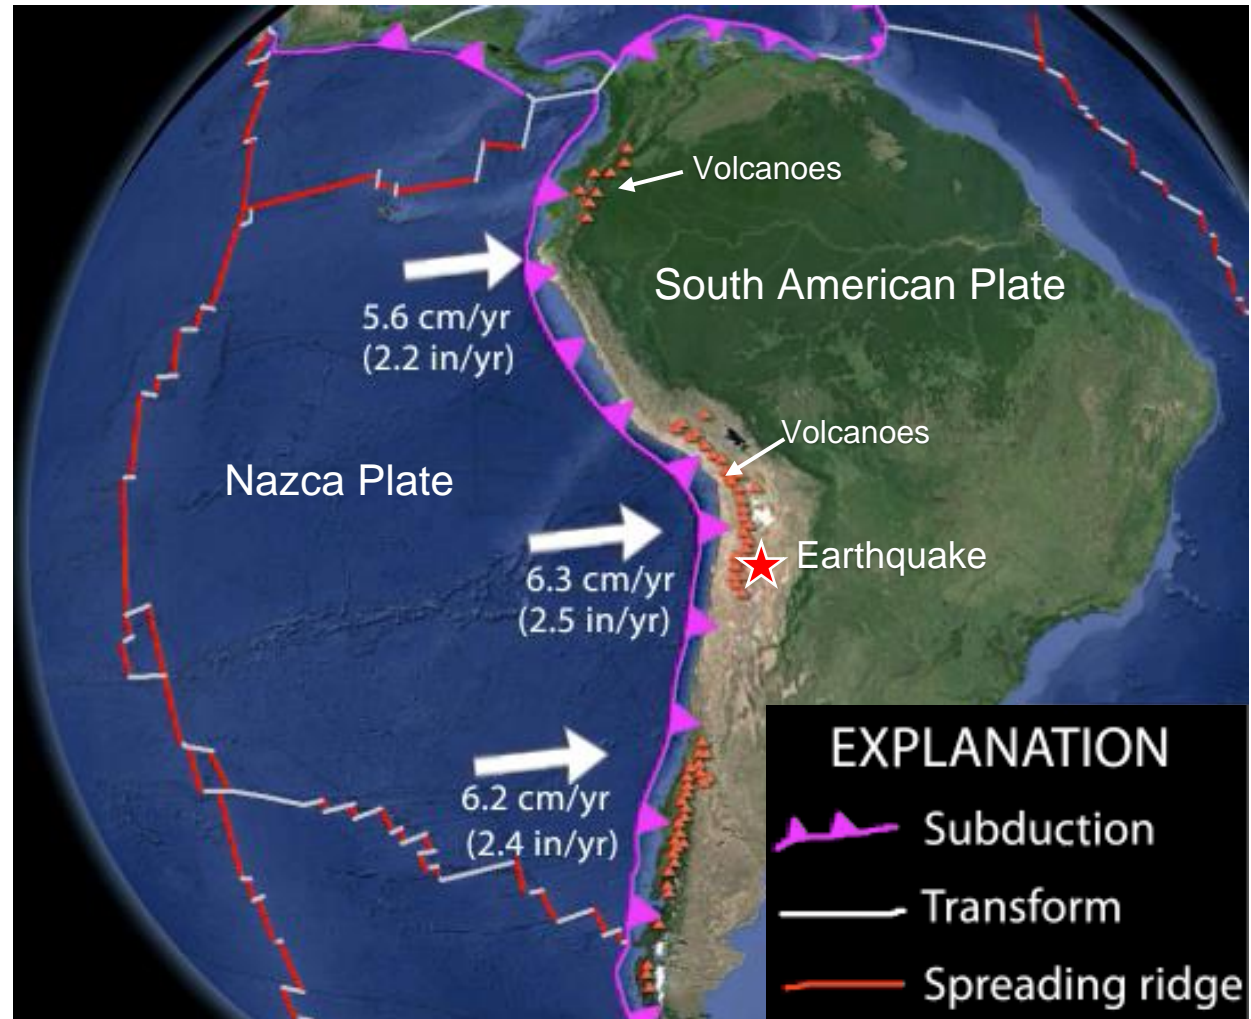 Volcanoes
South American Plate
5.6 cm/yr
(2.2 in/yr)
Volcanoes
Nazca Plate
Earthquake
6.3 cm/yr
(2.5 in/yr)
6.2 cm/yr
(2.4 in/yr)
EXPLANATION
Subduction
Transform
Spreading ridge